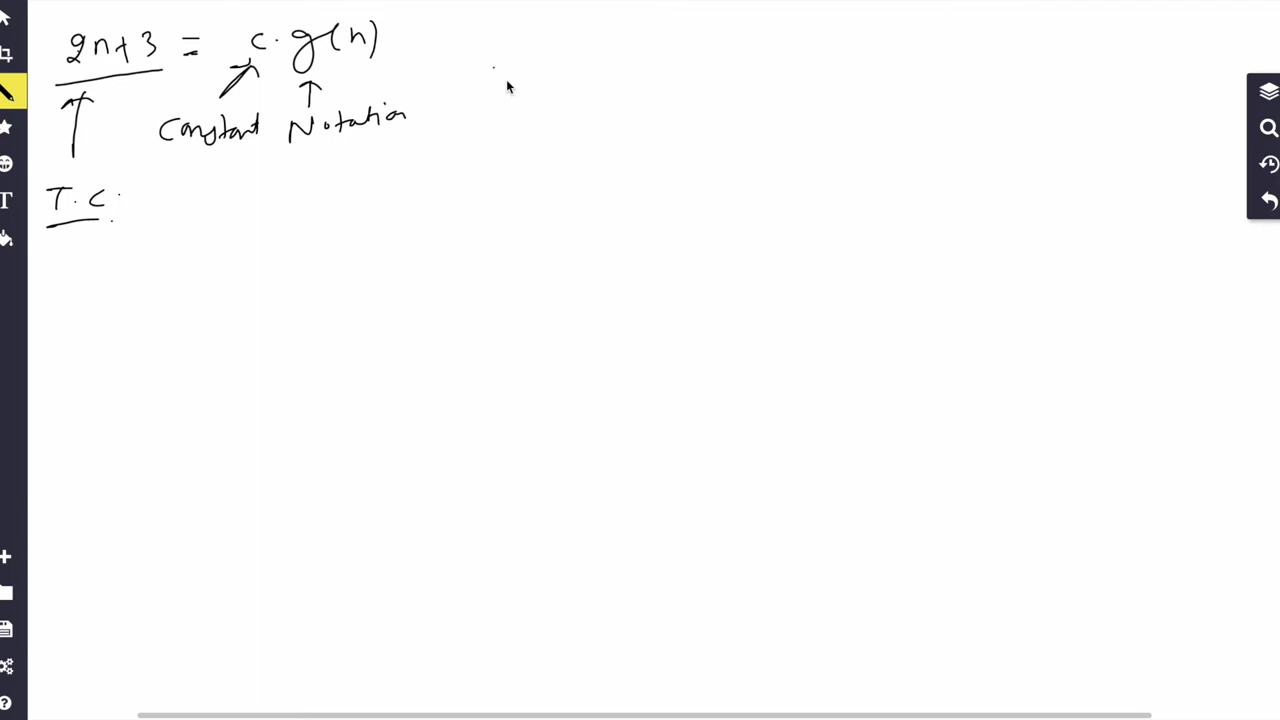 2n+3 = c. g(n)
Constant Notation
T.C.
T